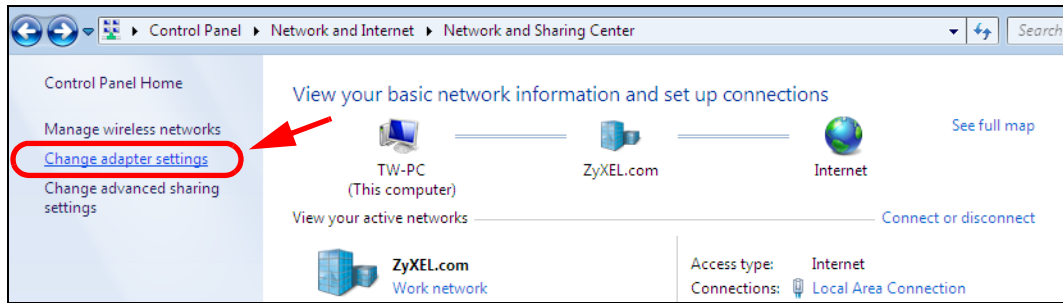 Control Panel ▸ Network and Internet ▸ Network and Sharing Center
Search
Control Panel Home
Manage wireless networks
Change adapter settings
Change advanced sharing
settings
View your basic network information and set up connections
See full map
TW-PC
(This computer)
ZyXEL.com
Internet
View your active networks
Connect or disconnect
ZyXEL.com
Work network
Access type: Internet
Connections: Local Area Connection